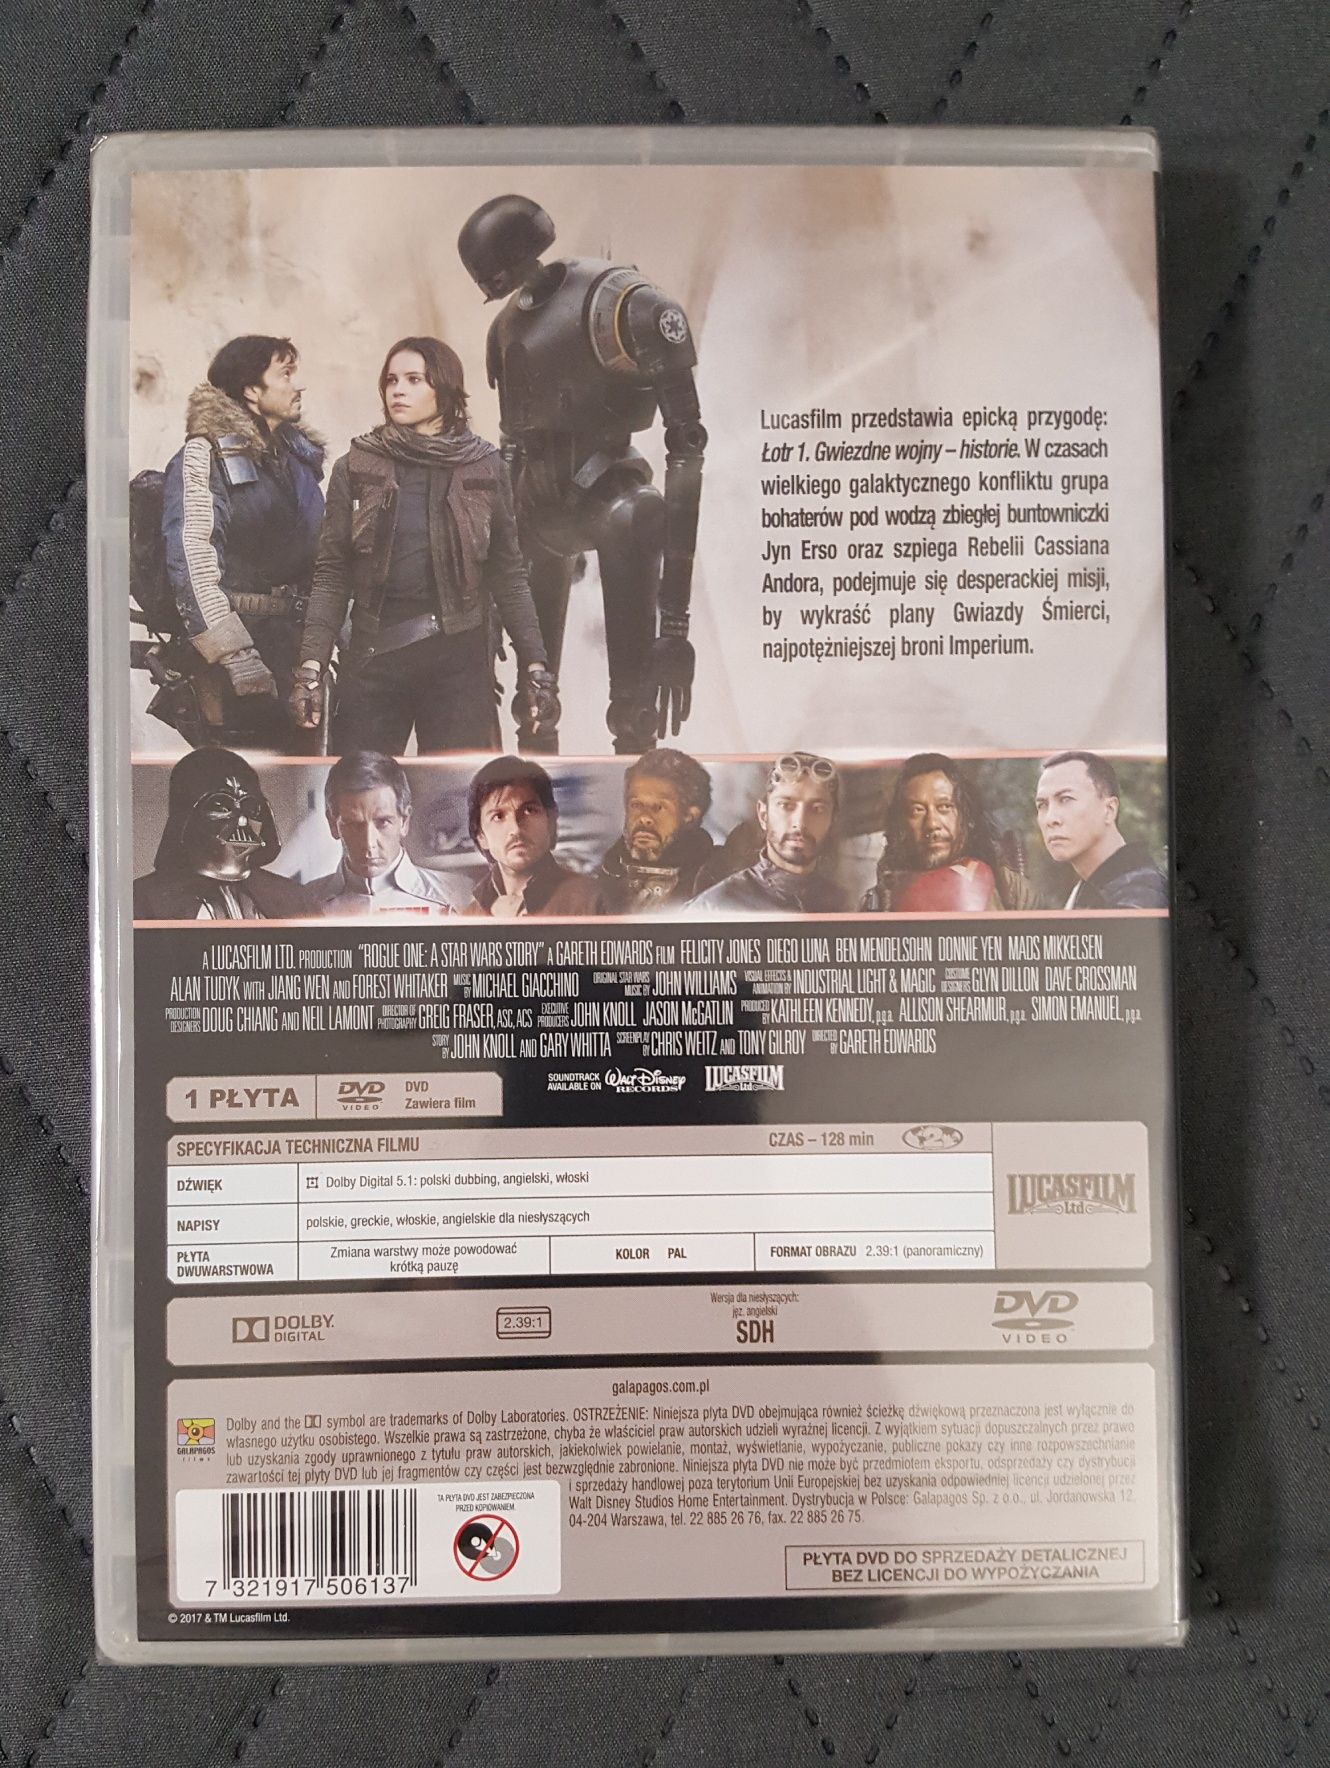 Lucasfilm przedstawia epicką przygodę:
Łotr 1. Gwiezdne wojny – historie. W czasach
wielkiego galaktycznego konfliktu grupa
bohaterów pod wodzą zbiegłej buntowniczki
Jyn Erso oraz szpiega Rebelii Cassiana
Andora, podejmuje się desperackiej misji,
by wykraść plany Gwiazdy Śmierci,
najpotężniejszej broni Imperium.
A LUCASFILM LTD. PRODUCTION "ROGUE ONE: A STAR WARS STORY" A GARETH EDWARDS FILM FELICITY JONES DIEGO LUNA BEN MENDELSOHN DONNIE YEN MADS MIKKELSEN
ALAN TUDYK WITH JIANG WEN AND FOREST WHITAKER MUSIC BY MICHAEL GIACCHINO ORIGINAL STAR WARS MUSIC BY JOHN WILLIAMS VISUAL EFFECTS & ANIMATION BY INDUSTRIAL LIGHT & MAGIC COSTUME DESIGNERS GLYN DILLON DAVE CROSSMAN
PRODUCTION DESIGNERS DOUG CHIANG AND NEIL LAMONT DIRECTOR OF PHOTOGRAPHY GREIG FRASER, ASC, ACS EXECUTIVE PRODUCERS JOHN KNOLL JASON McGATLIN PRODUCED BY KATHLEEN KENNEDY, p.g.a. ALLISON SHEARMUR, p.g.a. SIMON EMANUEL, p.g.a.
STORY BY JOHN KNOLL AND GARY WHITTA SCREENPLAY BY CHRIS WEITZ AND TONY GILROY DIRECTED BY GARETH EDWARDS
SOUNDTRACK AVAILABLE ON WALT DISNEY RECORDS LUCASFILM Ltd
1 PŁYTA DVD VIDEO DVD
Zawiera film
SPECYFIKACJA TECHNICZNA FILMU CZAS – 128 min 2
DŹWIĘK Dolby Digital 5.1: polski dubbing, angielski, włoski
NAPISY polskie, greckie, włoskie, angielskie dla niesłyszących
PŁYTA DWUWARSTWOWA Zmiana warstwy może powodować krótką pauzę KOLOR PAL FORMAT OBRAZU 2.39:1 (panoramiczny)
LUCASFILM Ltd
DOLBY DIGITAL
2.39:1
Wersja dla niesłyszących:
jęz. angielski
SDH
DVD VIDEO
galapagos.com.pl
GALAPAGOS films
Dolby and the symbol are trademarks of Dolby Laboratories. OSTRZEŻENIE: Niniejsza płyta DVD obejmująca również ścieżkę dźwiękową przeznaczona jest wyłącznie do
własnego użytku osobistego. Wszelkie prawa są zastrzeżone, chyba że właściciel praw autorskich udzieli wyraźnej licencji. Z wyjątkiem sytuacji dopuszczalnych przez prawo
lub uzyskania zgody uprawnionego z tytułu praw autorskich, jakiekolwiek powielanie, montaż, wyświetlanie, wypożyczanie, publiczne pokazy czy inne rozpowszechnianie
zawartości tej płyty DVD lub jej fragmentów czy części jest bezwzględnie zabronione. Niniejsza płyta DVD nie może być przedmiotem eksportu, odsprzedaży czy dystrybucji
i sprzedaży handlowej poza terytorium Unii Europejskiej bez uzyskania odpowiedniej licencji udzielonej przez
Walt Disney Studios Home Entertainment. Dystrybucja w Polsce: Galapagos Sp. z o.o., ul. Jordanowska 12,
04-204 Warszawa, tel. 22 885 26 76, fax. 22 885 26 75.
TA PŁYTA DVD JEST ZABEZPIECZONA
PRZED KOPIOWANIEM.
7 321917 506137
PŁYTA DVD DO SPRZEDAŻY DETALICZNEJ
BEZ LICENCJI DO WYPOŻYCZANIA
© 2017 & TM Lucasfilm Ltd.